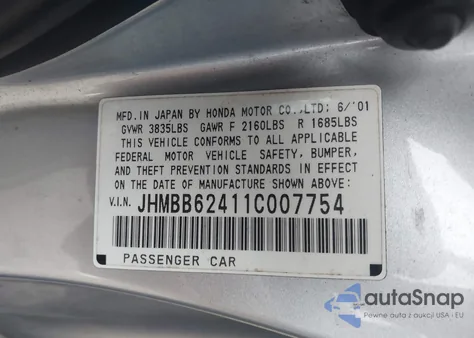 MFD.IN JAPAN BY HONDA MOTOR CO.,LTD; 6/'01
GVWR 3835LBS GAWR F 2160LBS R 1685LBS
THIS VEHICLE CONFORMS TO ALL APPLICABLE
FEDERAL MOTOR VEHICLE SAFETY, BUMPER,
AND THEFT PREVENTION STANDARDS IN EFFECT
ON THE DATE OF MANUFACTURE SHOWN ABOVE:
V.I.N. JHMBB62411C007754
PASSENGER CAR
autaSnap
Pewne auta z aukcji USA i EU